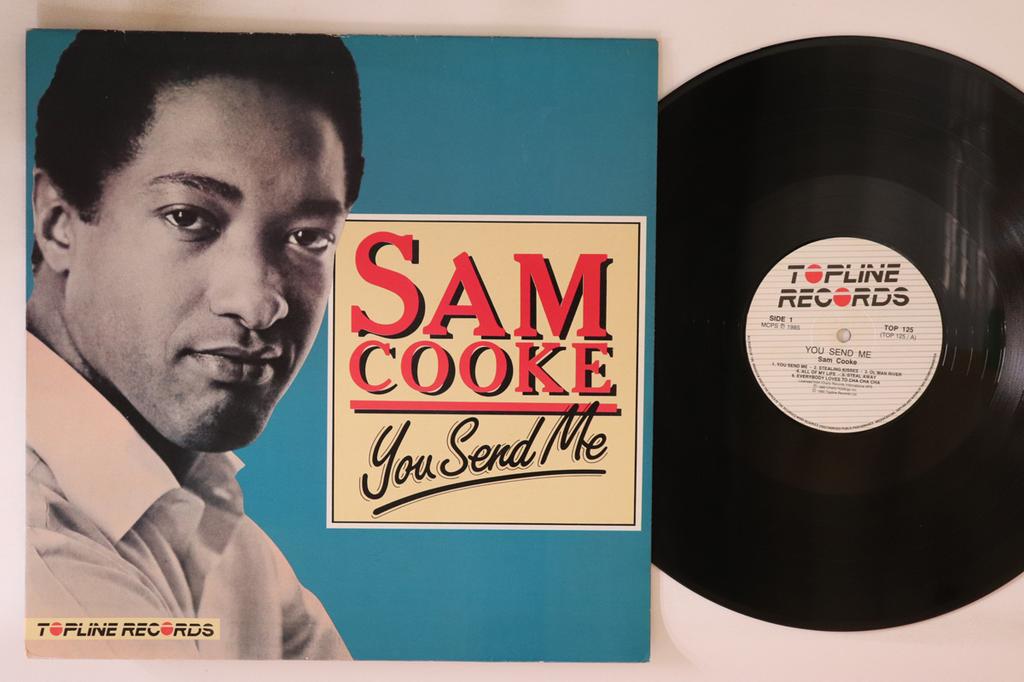 SAM
COOKE
You Send Me
TOPLINE RECORDS
TOPLINE
RECORDS
SIDE 1
MCPS ℗ 1985
TOP 125
(TOP 125/A)
YOU SEND ME
Sam Cooke
1. YOU SEND ME - 2. STEALING KISSES - 3. OL'MAN RIVER
4. ALL OF MY LIFE - 5. STEAL AWAY
6. EVERYBODY LOVES TO CHA CHA CHA